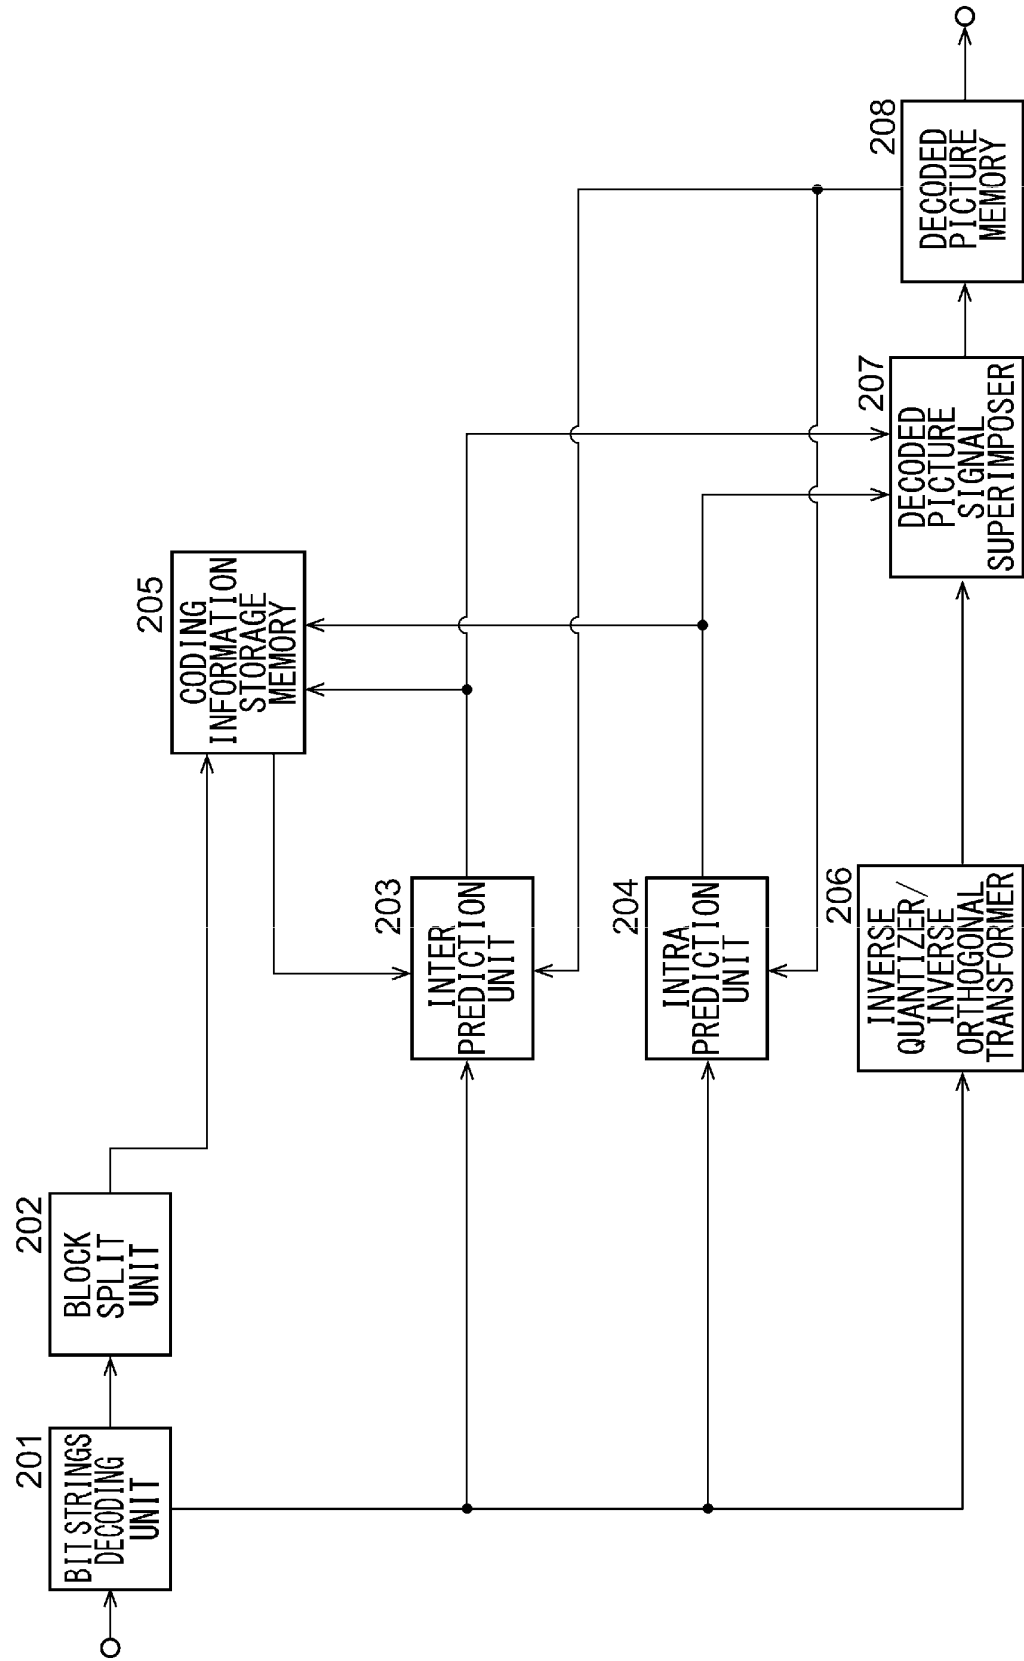 201
BITSTRINGS
DECODING
UNIT
202
BLOCK
SPLIT
UNIT
205
CODING
INFORMATION
STORAGE
MEMORY
203
INTER
PREDICTION
UNIT
204
INTRA
PREDICTION
UNIT
206
INVERSE
QUANTIZER/
INVERSE
ORTHOGONAL
TRANSFORMER
207
DECODED
PICTURE
SIGNAL
SUPERIMPOSER
208
DECODED
PICTURE
MEMORY